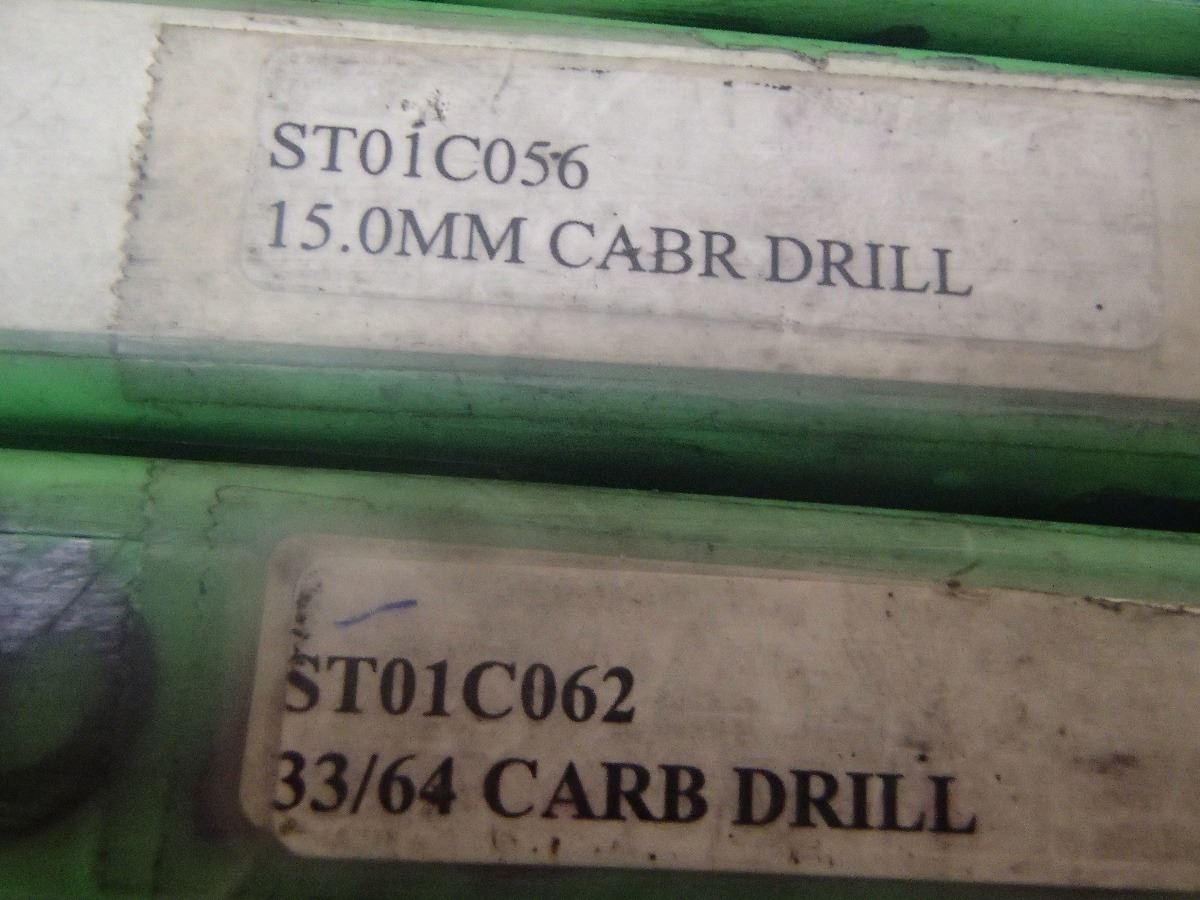 ST01C056
15.0MM CABR DRILL
ST01C062
33/64 CARB DRILL